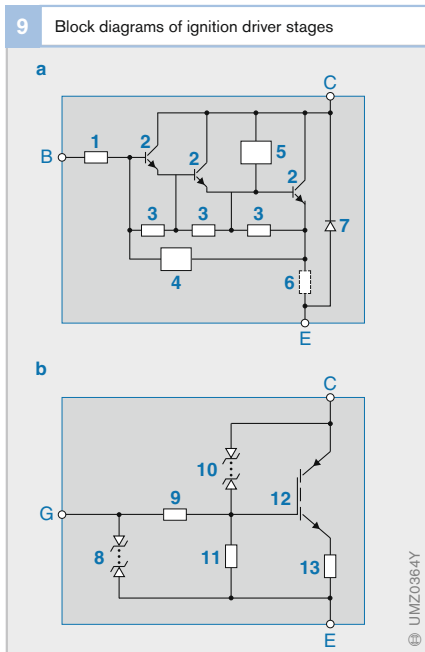 9 Block diagrams of ignition driver stages
a
C
1 2
B 2 5
2
3 3 3 7
4
6
E
b
C
10
9 12
G
8 11 13
E
UMZ0364Y